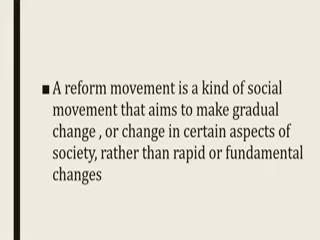 A reform movement is a kind of social
movement that aims to make gradual
change , or change in certain aspects of
society, rather than rapid or fundamental
changes